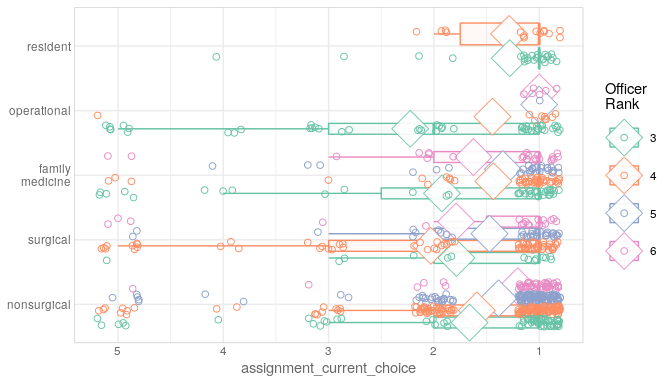 resident
operational
family
medicine
surgical
nonsurgical
5 4 3 2 1
assignment_current_choice
Officer
Rank
3
4
5
6